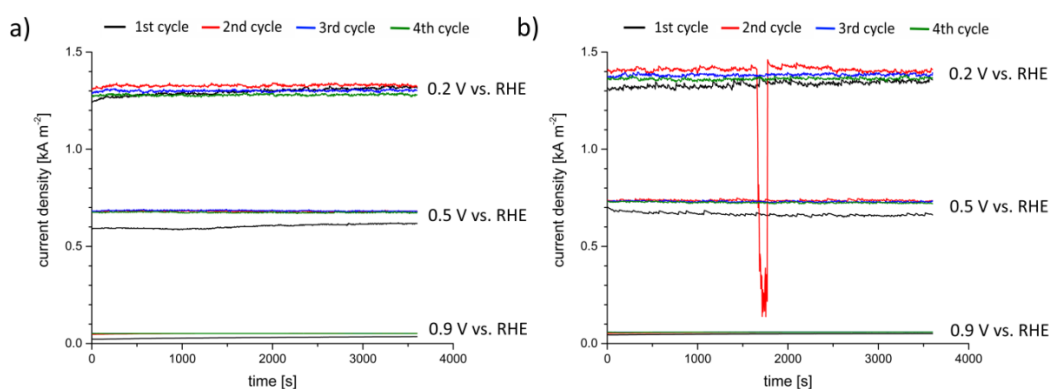 a)
1st cycle 2nd cycle 3rd cycle 4th cycle
1.5
1.0
0.5
0.0
current density [kA m⁻²]
0.2 V vs. RHE
0.5 V vs. RHE
0.9 V vs. RHE
0 1000 2000 3000 4000
time [s]
b)
1st cycle 2nd cycle 3rd cycle 4th cycle
1.5
1.0
0.5
0.0
current density [kA m⁻²]
0.2 V vs. RHE
0.5 V vs. RHE
0.9 V vs. RHE
0 1000 2000 3000 4000
time [s]